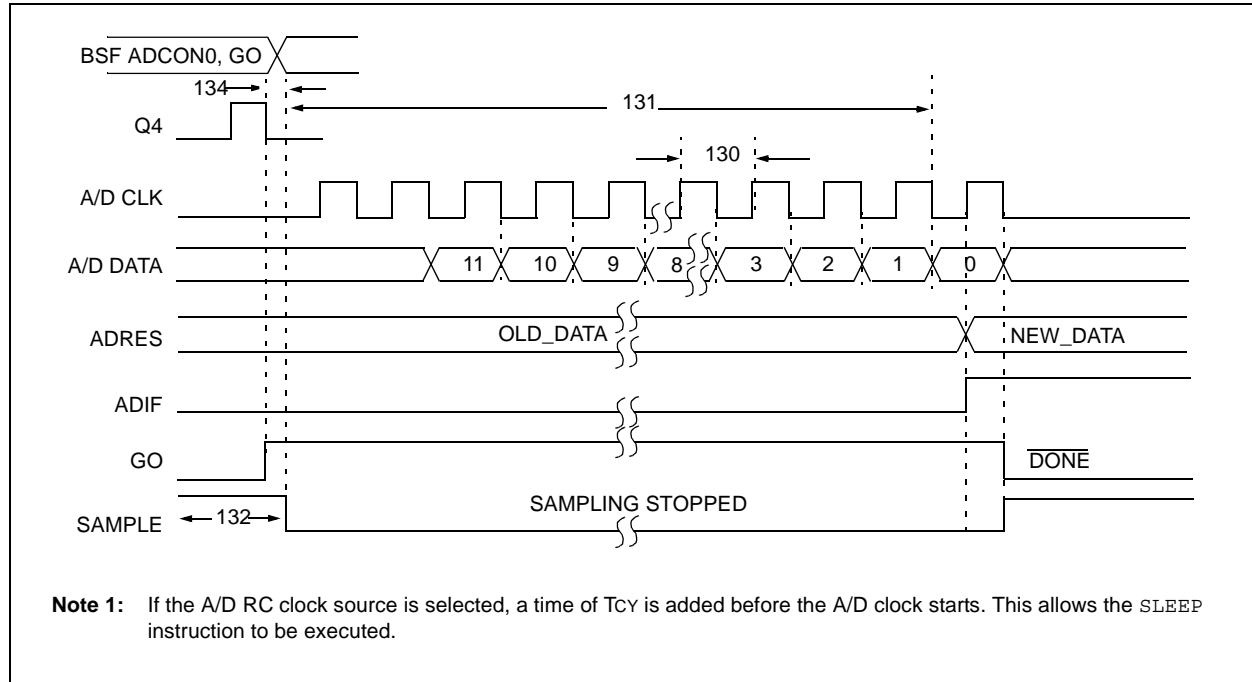 BSF ADCON0, GO
134
131
Q4
130
A/D CLK
A/D DATA 11 10 9 8 3 2 1 0
ADRES OLD_DATA NEW_DATA
ADIF
GO DONE
SAMPLING STOPPED
SAMPLE 132
Note 1: If the A/D RC clock source is selected, a time of TCY is added before the A/D clock starts. This allows the SLEEP
instruction to be executed.